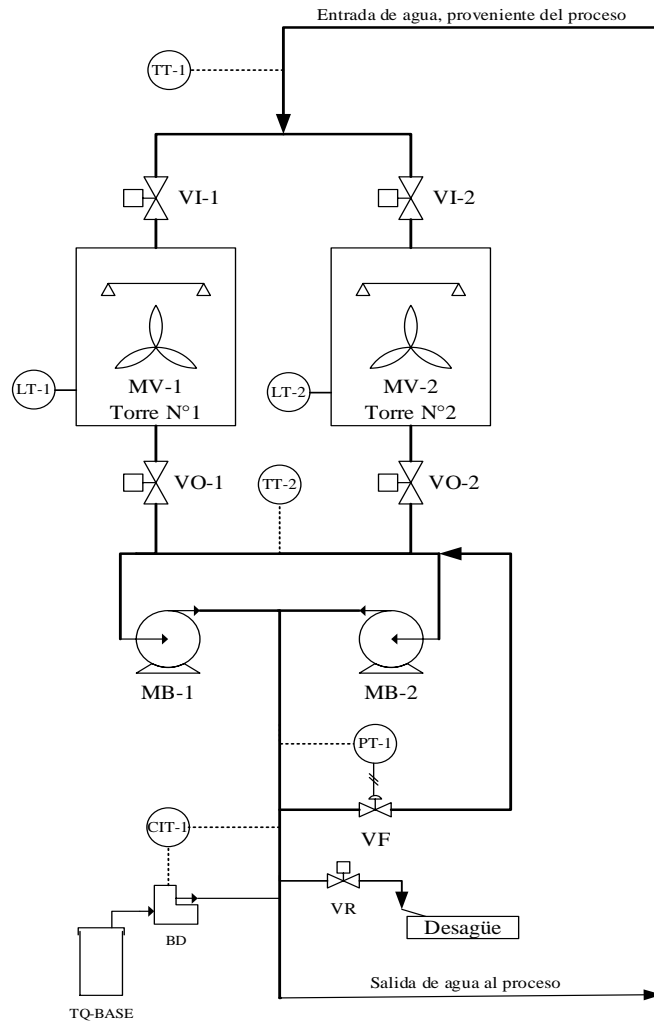 Entrada de agua, proveniente del proceso
TT-1
VI-1
VI-2
LT-1
MV-1
Torre N°1
LT-2
MV-2
Torre N°2
VO-1
TT-2
VO-2
MB-1
MB-2
PT-1
VF
CIT-1
VR
Desagüe
BD
TQ-BASE
Salida de agua al proceso